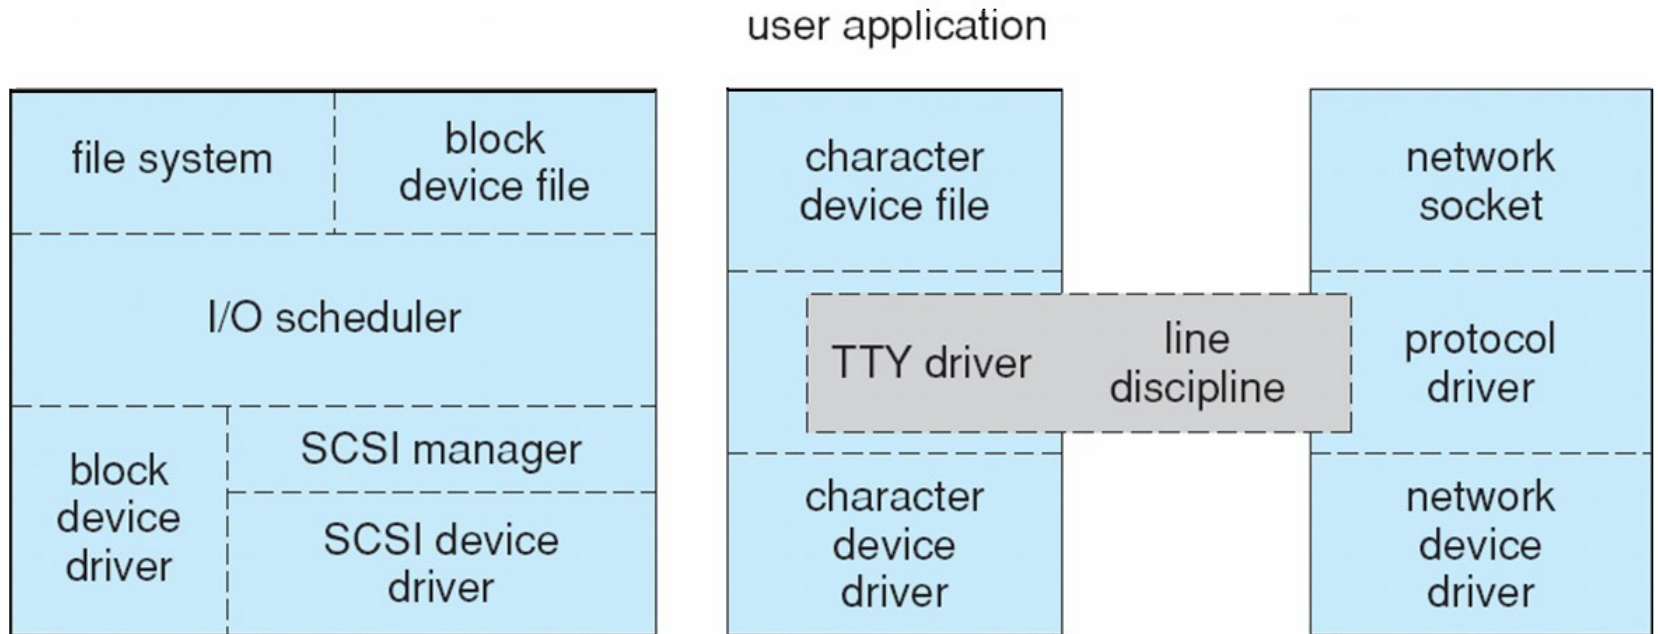 user application
file system
block
device file
I/O scheduler
block
device
driver
SCSI manager
SCSI device
driver
character
device file
TTY driver
line
discipline
character
device
driver
network
socket
protocol
driver
network
device
driver